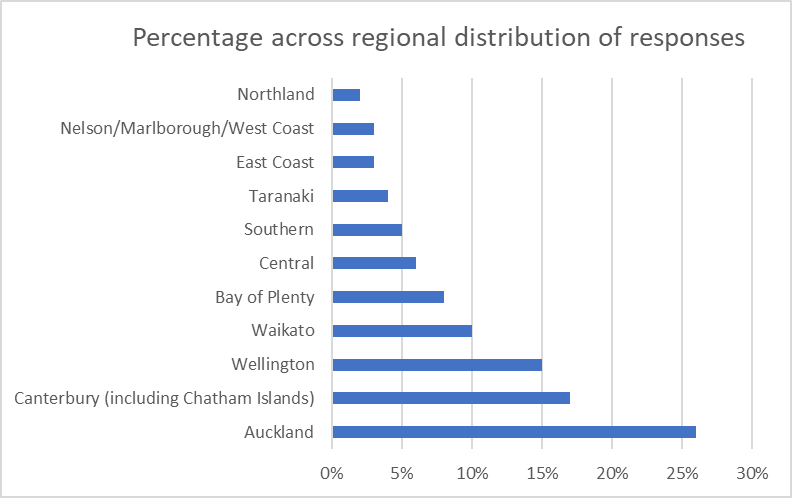 Percentage across regional distribution of responses
Northland
Nelson/Marlborough/West Coast
East Coast
Taranaki
Southern
Central
Bay of Plenty
Waikato
Wellington
Canterbury (including Chatham Islands)
Auckland
0% 5% 10% 15% 20% 25% 30%